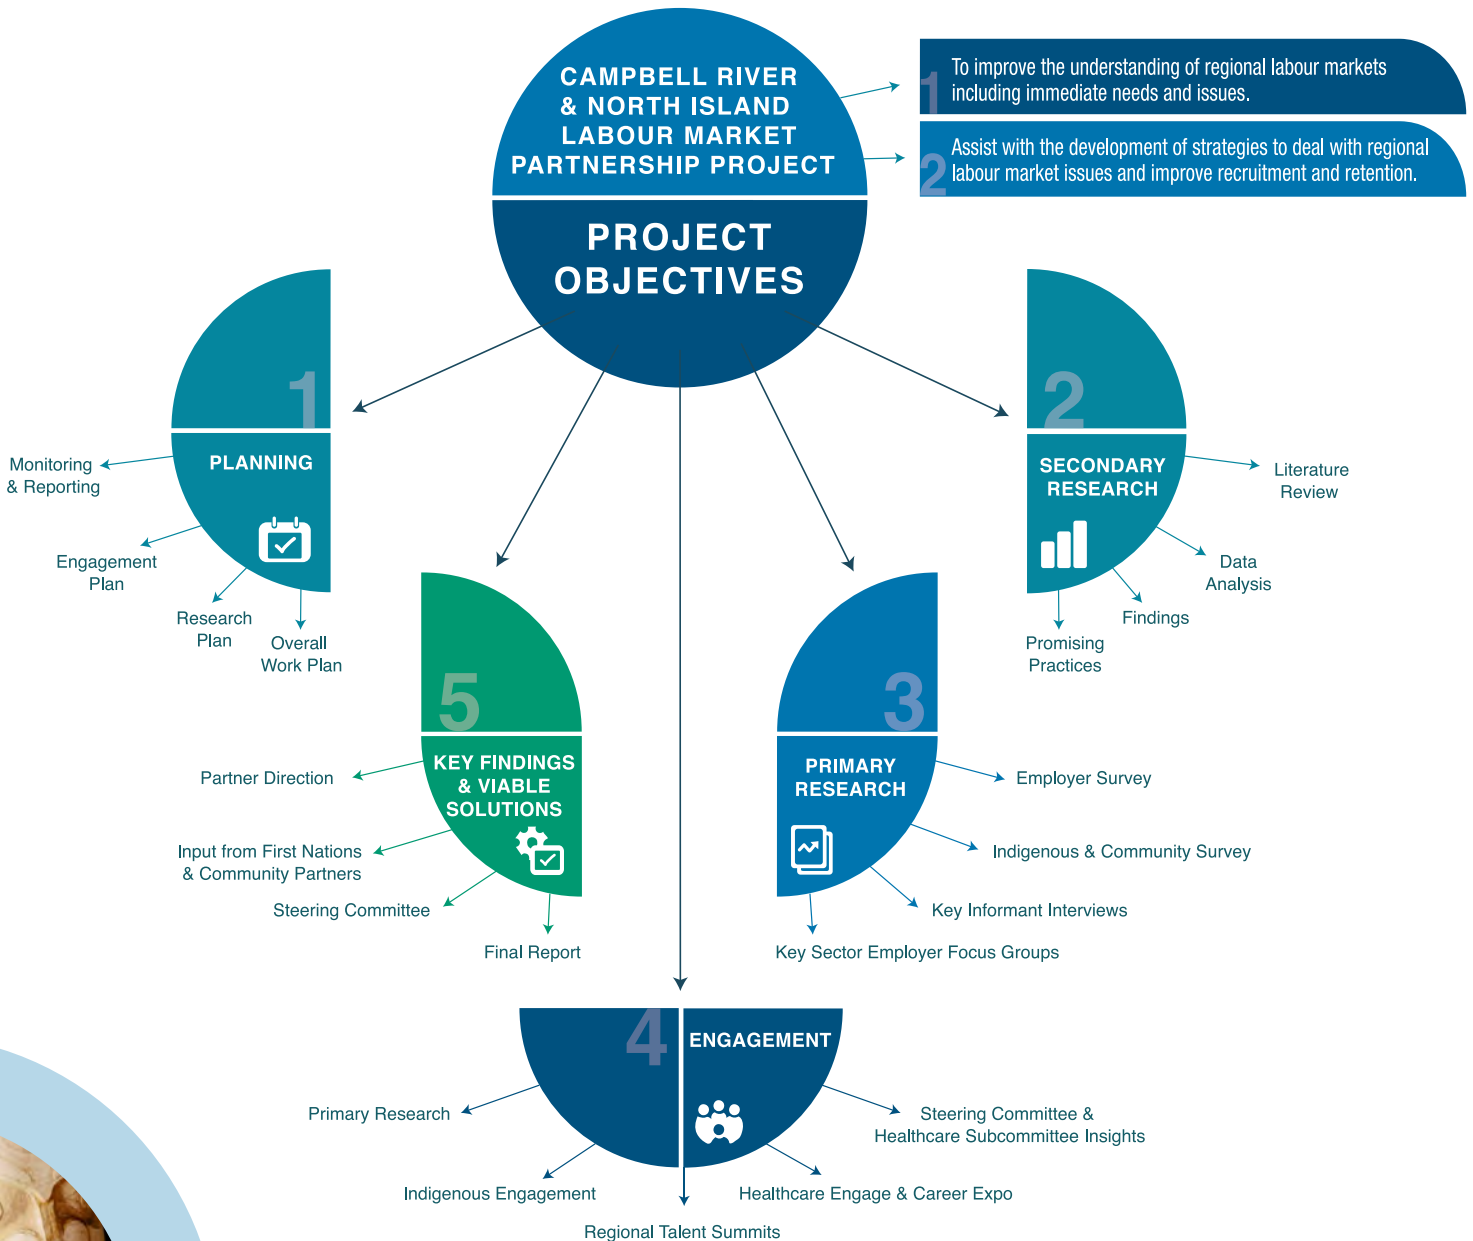 CAMPBELL RIVER
& NORTH ISLAND
LABOUR MARKET
PARTNERSHIP PROJECT
PROJECT
OBJECTIVES
1
To improve the understanding of regional labour markets
including immediate needs and issues.
2
Assist with the development of strategies to deal with regional
labour market issues and improve recruitment and retention.
1
PLANNING
Monitoring
& Reporting
Engagement
Plan
Research
Plan
Overall
Work Plan
2
SECONDARY
RESEARCH
Literature
Review
Data
Analysis
Findings
Promising
Practices
5
KEY FINDINGS
& VIABLE
SOLUTIONS
Partner Direction
Input from First Nations
& Community Partners
Steering Committee
Final Report
3
PRIMARY
RESEARCH
Employer Survey
Indigenous & Community Survey
Key Informant Interviews
Key Sector Employer Focus Groups
4
ENGAGEMENT
Primary Research
Indigenous Engagement
Regional Talent Summits
Healthcare Engage & Career Expo
Steering Committee &
Healthcare Subcommittee Insights